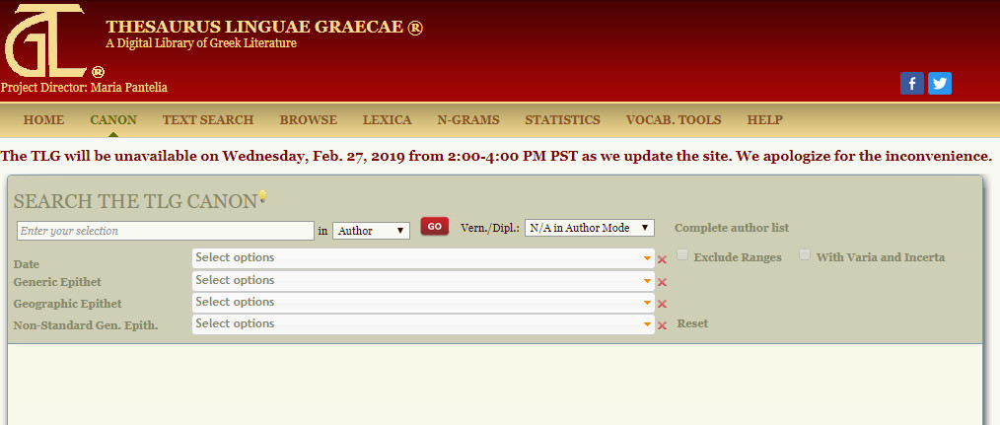 TLG®
THESAURUS LINGUAE GRAECAE ®
A Digital Library of Greek Literature
Project Director: Maria Pantelia
f
HOME CANON TEXT SEARCH BROWSE LEXICA N-GRAMS STATISTICS VOCAB. TOOLS HELP
The TLG will be unavailable on Wednesday, Feb. 27, 2019 from 2:00-4:00 PM PST as we update the site. We apologize for the inconvenience.
SEARCH THE TLG CANON
Enter your selection in Author GO Vern./Dipl.: N/A in Author Mode Complete author list
Date Select options Exclude Ranges With Varia and Incerta
Generic Epithet Select options
Geographic Epithet Select options
Non-Standard Gen. Epith. Select options Reset